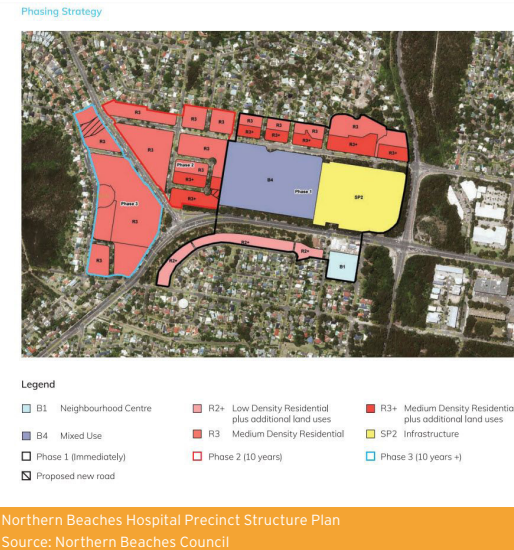 Phasing Strategy
R3
R3
R3
R3
R3
R3
R3
R3
R3+
R3+
R3+
R3+
R3+
R3
R3
R3
Phase 2
R3
R3+
R3+
B4
Phase 1
SP2
Phase 3
R3
R3
R2+
R2+
R2+
B1
Legend
B1 Neighbourhood Centre
R2+ Low Density Residential
plus additional land uses
R3+ Medium Density Residentia
plus additional land uses
B4 Mixed Use
R3 Medium Density Residential
SP2 Infrastructure
Phase 1 (Immediately)
Phase 2 (10 years)
Phase 3 (10 years +)
Proposed new road
Northern Beaches Hospital Precinct Structure Plan
Source: Northern Beaches Council